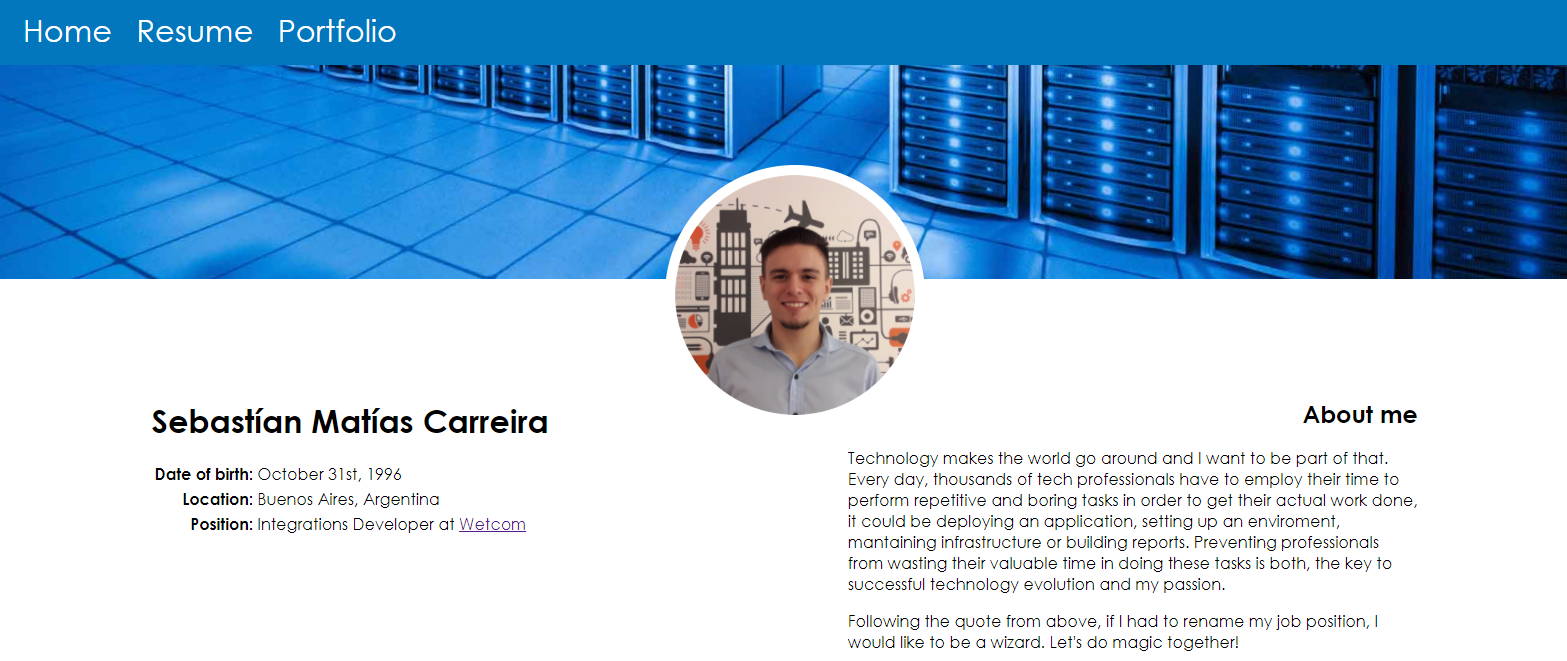 Home Resume Portfolio
Sebastían Matías Carreira
Date of birth: October 31st, 1996
Location: Buenos Aires, Argentina
Position: Integrations Developer at Wetcom
About me
Technology makes the world go around and I want to be part of that.
Every day, thousands of tech professionals have to employ their time to
perform repetitive and boring tasks in order to get their actual work done,
it could be deploying an application, setting up an enviroment,
mantaining infrastructure or building reports. Preventing professionals
from wasting their valuable time in doing these tasks is both, the key to
successful technology evolution and my passion.
Following the quote from above, if I had to rename my job position, I
would like to be a wizard. Let's do magic together!